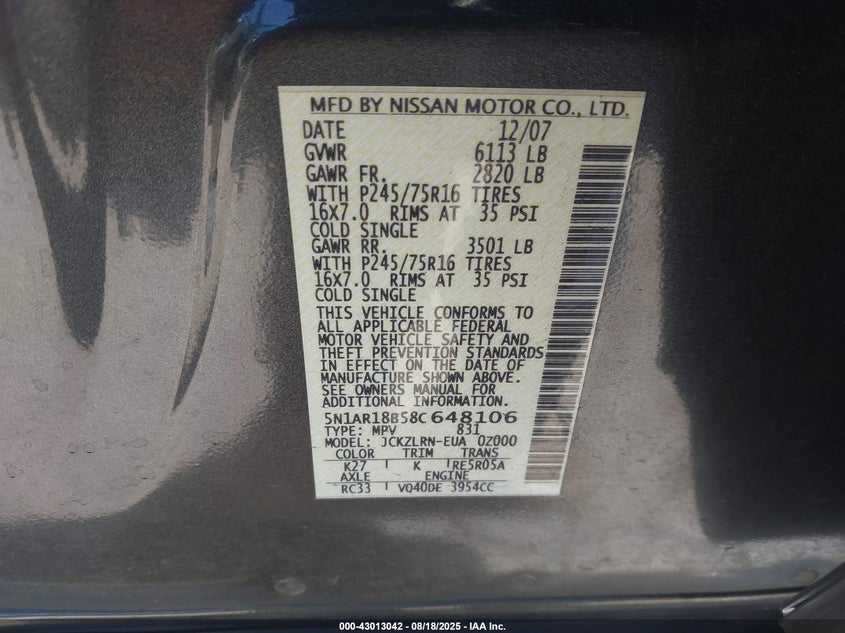 MFD BY NISSAN MOTOR CO., LTD.
DATE 12/07
GVWR 6113 LB
GAWR FR. 2820 LB
WITH P245/75R16 TIRES
16X7.0 RIMS AT 35 PSI
COLD SINGLE
GAWR RR. 3501 LB
WITH P245/75R16 TIRES
16X7.0 RIMS AT 35 PSI
COLD SINGLE
THIS VEHICLE CONFORMS TO
ALL APPLICABLE FEDERAL
MOTOR VEHICLE SAFETY AND
THEFT PREVENTION STANDARDS
IN EFFECT ON THE DATE OF
MANUFACTURE SHOWN ABOVE.
SEE OWNERS MANUAL FOR
ADDITIONAL INFORMATION.
5N1AR18B58C648106
TYPE: MPV 831
MODEL: JCKZLRN-EUA 0Z000
COLOR TRIM TRANS
K27 K RE5R05A
AXLE ENGINE
RC33 VQ40DE 3954CC
000-43013042 - 08/18/2025 - IAA Inc.